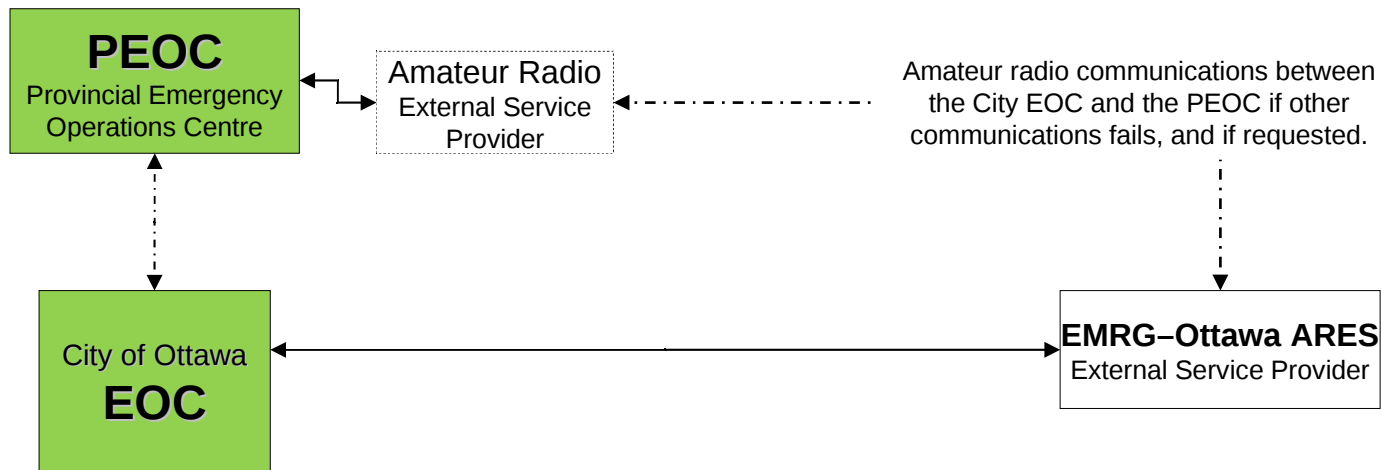 PEOC
Provincial Emergency
Operations Centre
Amateur Radio
External Service
Provider
Amateur radio communications between
the City EOC and the PEOC if other
communications fails, and if requested.
City of Ottawa
EOC
EMRG–Ottawa ARES
External Service Provider